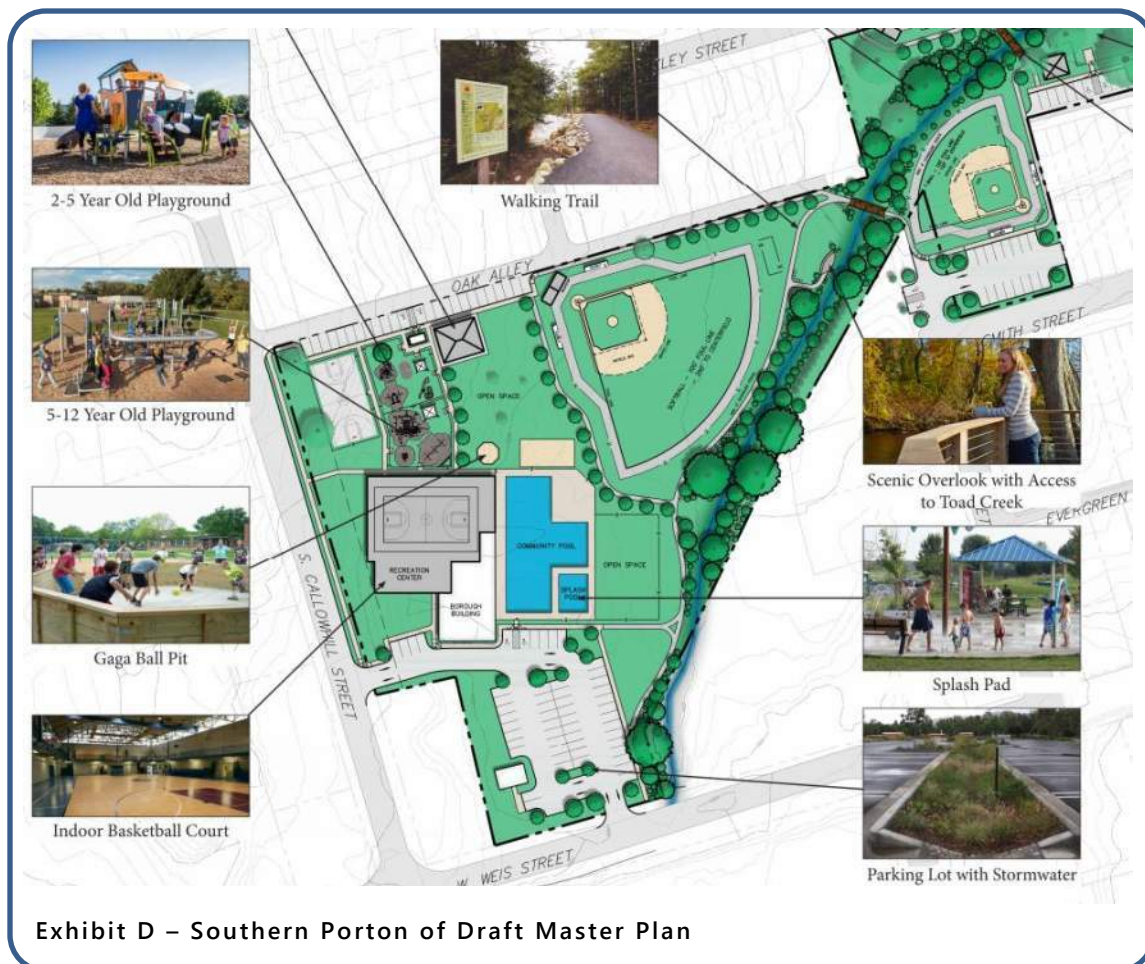 TLEY STREET
2-5 Year Old Playground
Walking Trail
OAK ALLEY
SMITH STREET
5-12 Year Old Playground
OPEN SPACE
Scenic Overlook with Access
to Toad Creek
EVERGREEN
COMMUNITY POOL
OPEN SPACE
RECREATION
CENTER
SPLASH
BOROUGH
BUILDING
S. CALLOWHILL STREET
Gaga Ball Pit
Splash Pad
Indoor Basketball Court
W. WEIS STREET
Parking Lot with Stormwater
Exhibit D – Southern Porton of Draft Master Plan